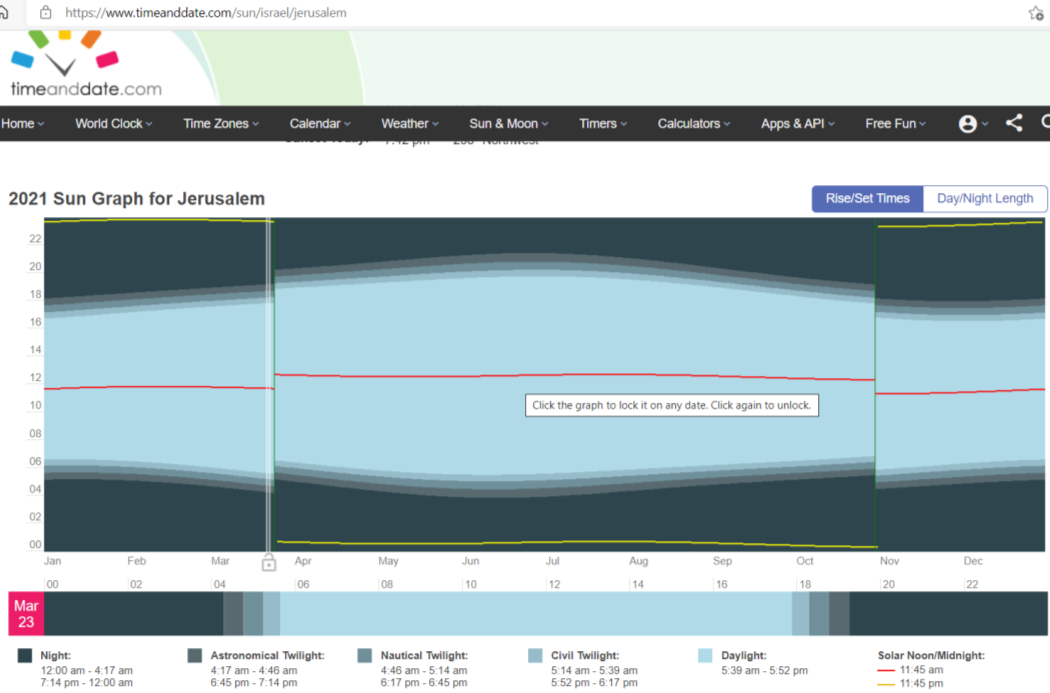 https://www.timeanddate.com/sun/israel/jerusalem
timeanddate.com
Home World Clock Time Zones Calendar Weather Sun & Moon Timers Calculators Apps & API Free Fun
Sunset Today: 7:42 pm Northwest
2021 Sun Graph for Jerusalem
Rise/Set Times Day/Night Length
22
20
18
16
14
12
10
08
06
04
02
00
Click the graph to lock it on any date. Click again to unlock.
Jan Feb Mar Apr May Jun Jul Aug Sep Oct Nov Dec
00 02 04 06 08 10 12 14 16 18 20 22
Mar
23
Night: Astronomical Twilight: Nautical Twilight: Civil Twilight: Daylight: Solar Noon/Midnight:
12:00 am - 4:17 am 4:17 am - 4:46 am 4:46 am - 5:14 am 5:14 am - 5:39 am 5:39 am - 5:52 pm 11:45 am
7:14 pm - 12:00 am 6:45 pm - 7:14 pm 6:17 pm - 6:45 pm 5:52 pm - 6:17 pm 11:45 pm